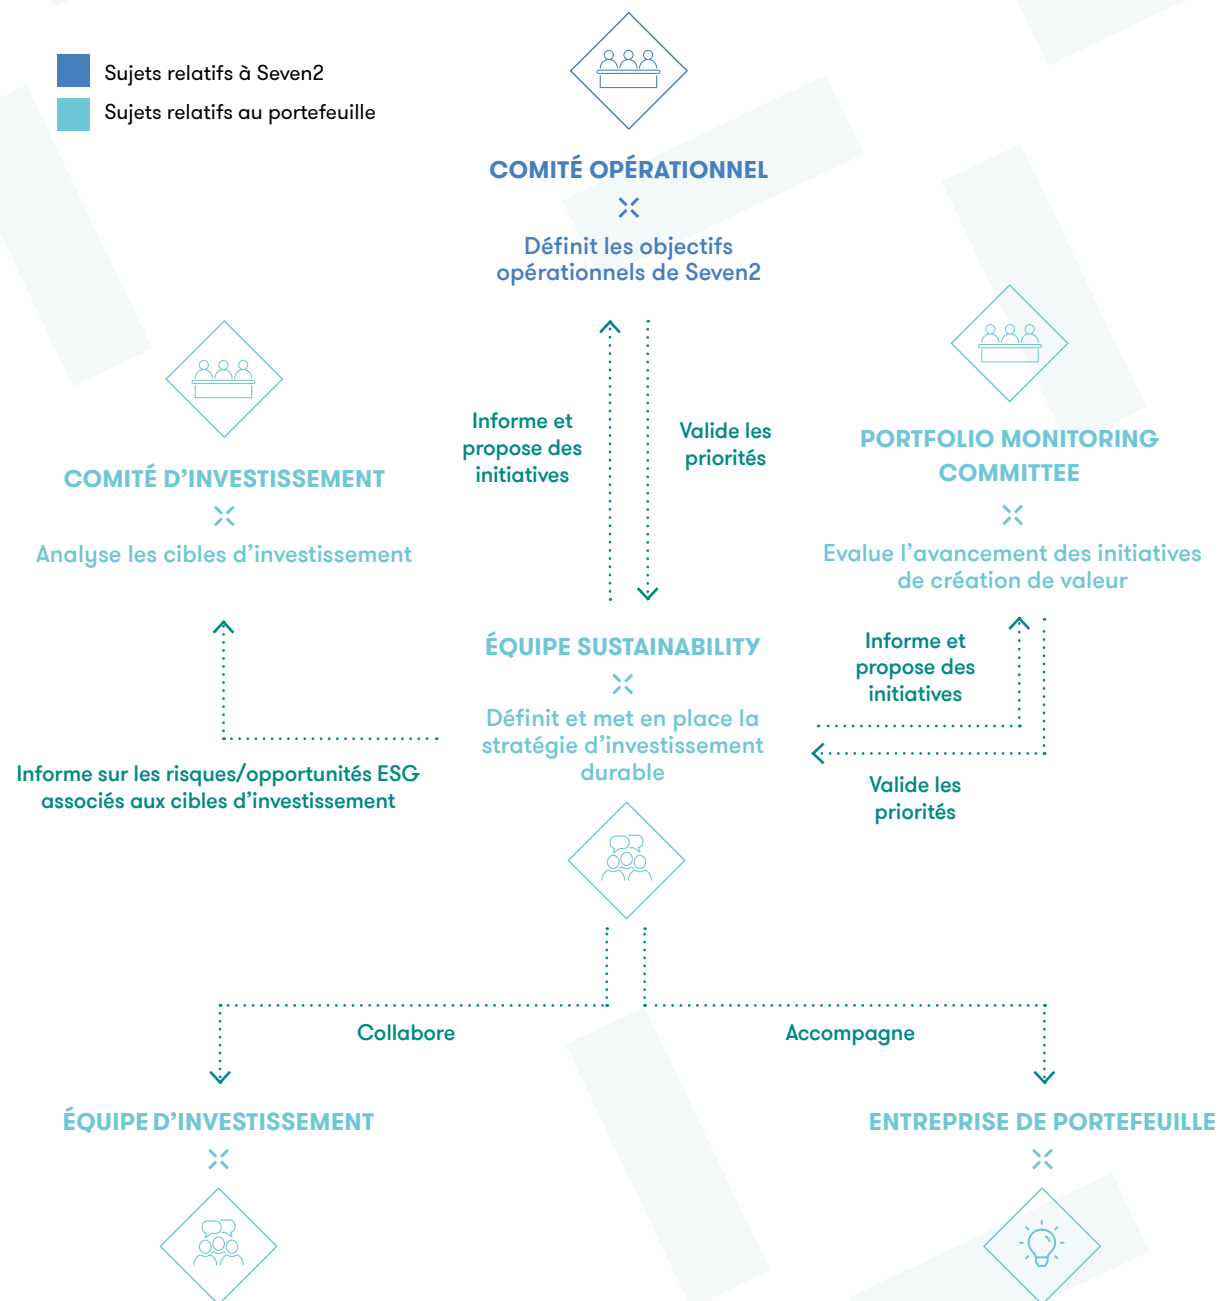 Sujets relatifs à Seven2
Sujets relatifs au portefeuille
COMITÉ OPÉRATIONNEL
Définit les objectifs
opérationnels de Seven2
Informe et
propose des
initiatives
Valide les
priorités
COMITÉ D’INVESTISSEMENT
Analyse les cibles d’investissement
PORTFOLIO MONITORING
COMMITTEE
Evalue l’avancement des initiatives
de création de valeur
ÉQUIPE SUSTAINABILITY
Définit et met en place la
stratégie d’investissement
durable
Informe et
propose des
initiatives
Valide les
priorités
Informe sur les risques/opportunités ESG
associés aux cibles d’investissement
Collabore
Accompagne
ÉQUIPE D’INVESTISSEMENT
ENTREPRISE DE PORTEFEUILLE